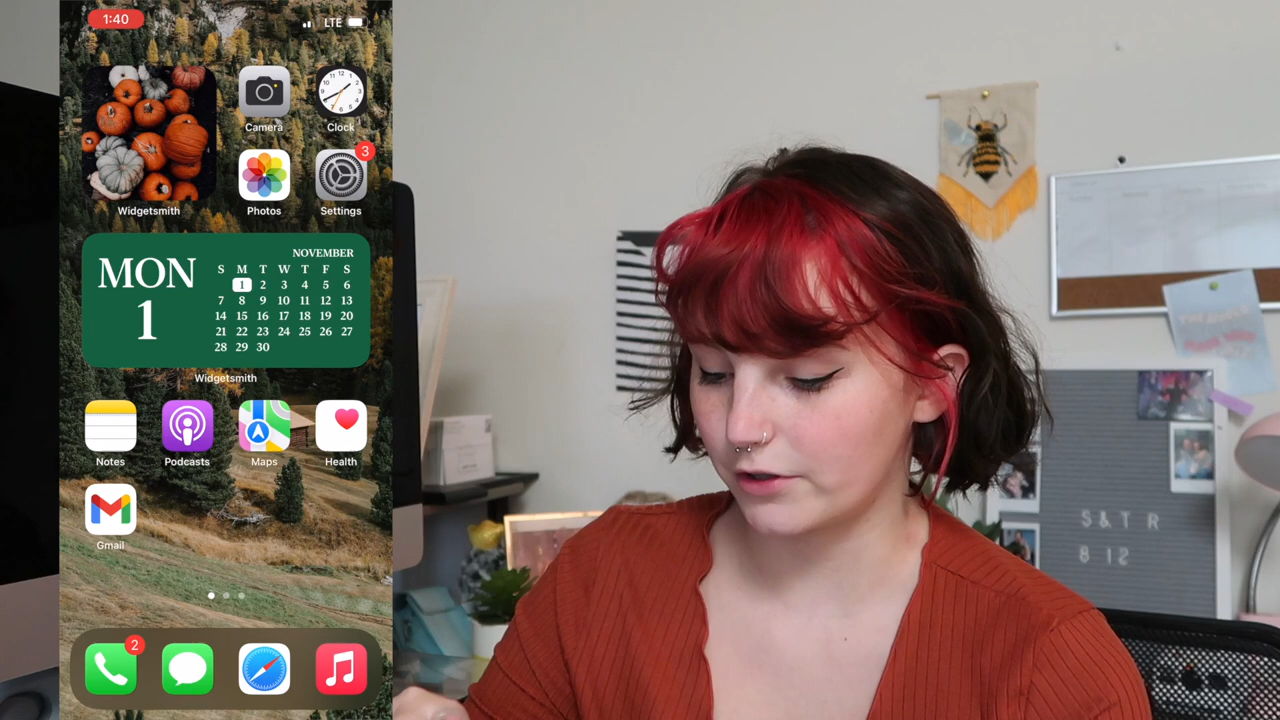 1:40
LTE
Camera
Clock
3
Widgetsmith
Photos
Settings
MON
1
NOVEMBER
S M T W T F S
1 2 3 4 5 6
7 8 9 10 11 12 13
14 15 16 17 18 19 20
21 22 23 24 25 26 27
28 29 30
Widgetsmith
Notes
Podcasts
Maps
Health
Gmail
2
S&T R
8 12